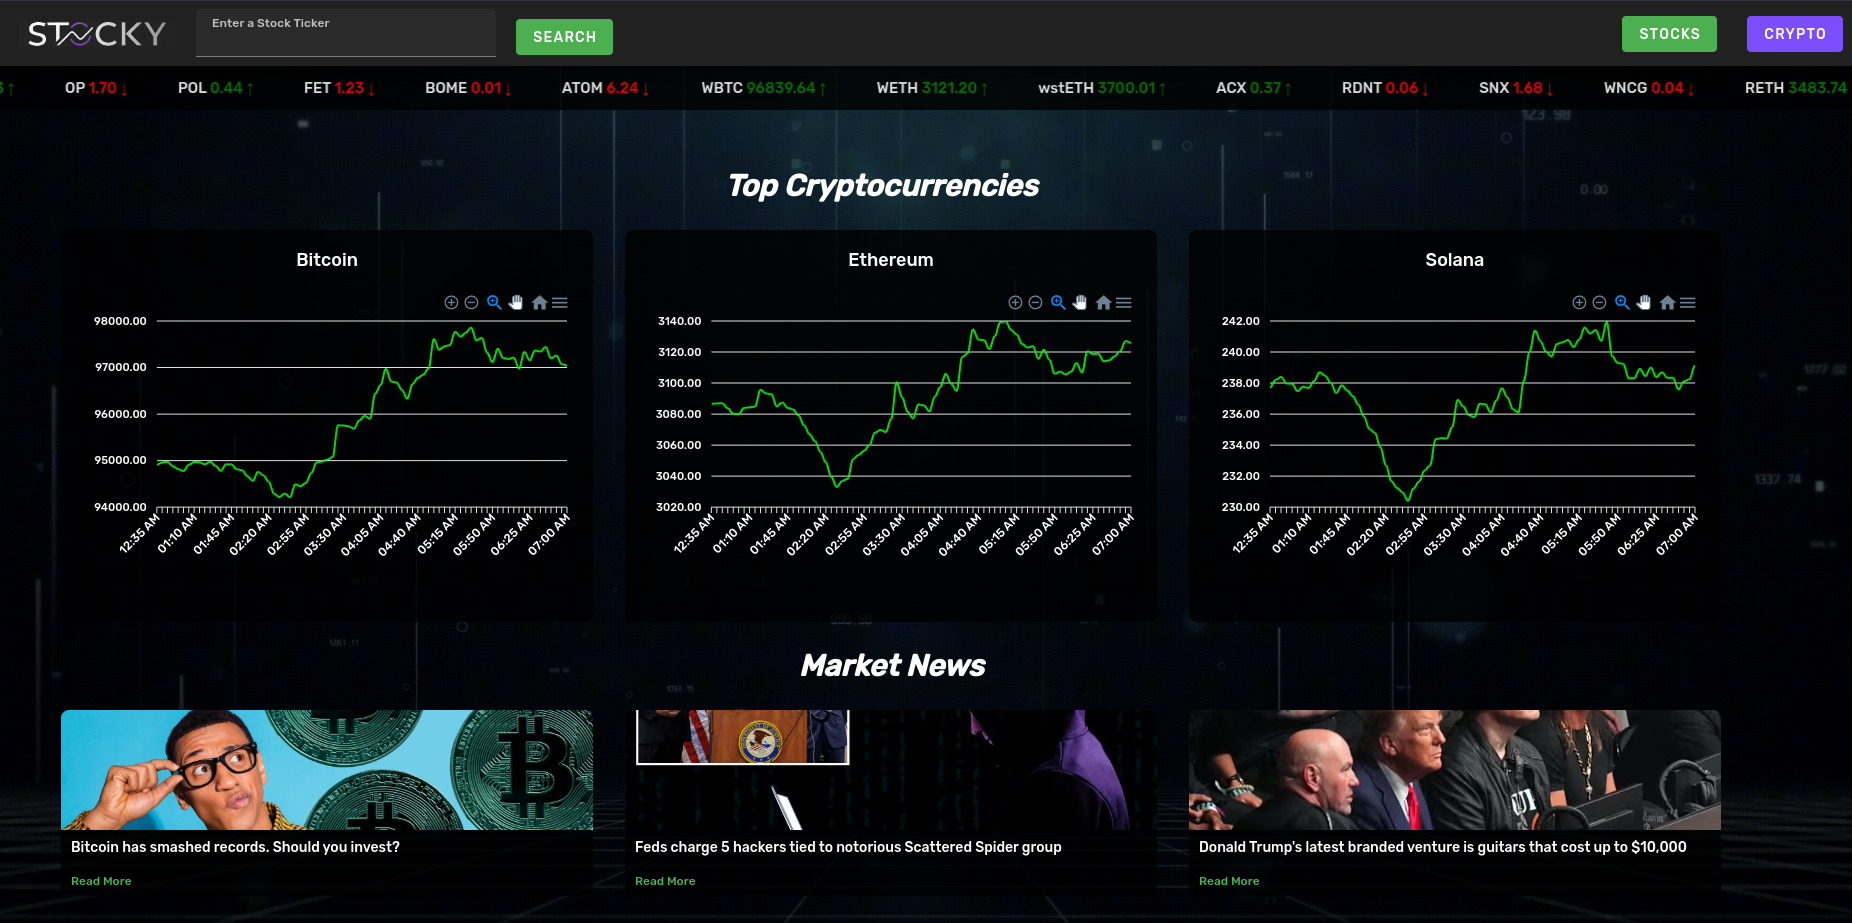 STOCKY
Enter a Stock Ticker
SEARCH
STOCKS
CRYPTO
OP 1.70 ↓ POL 0.44 ↑ FET 1.23 ↓ BOME 0.01 ↓ ATOM 6.24 ↓ WBTC 96839.64 ↑ WETH 3121.20 ↑ wstETH 3700.01 ↑ ACX 0.37 ↑ RDNT 0.06 ↓ SNX 1.68 ↓ WNCG 0.04 ↓ RETH 3483.74
123.98
1584 17
0.00
Top Cryptocurrencies
Bitcoin
98000.00
97000.00
96000.00
95000.00
94000.00
12:35 AM 01:10 AM 01:45 AM 02:20 AM 02:55 AM 03:30 AM 04:05 AM 04:40 AM 05:15 AM 05:50 AM 06:25 AM 07:00 AM
Ethereum
3140.00
3120.00
3100.00
3080.00
3060.00
3040.00
3020.00
12:35 AM 01:10 AM 01:45 AM 02:20 AM 02:55 AM 03:30 AM 04:05 AM 04:40 AM 05:15 AM 05:50 AM 06:25 AM 07:00 AM
Solana
242.00
240.00
238.00
236.00
234.00
232.00
230.00
12:35 AM 01:10 AM 01:45 AM 02:20 AM 02:55 AM 03:30 AM 04:05 AM 04:40 AM 05:15 AM 05:50 AM 06:25 AM 07:00 AM
1337 74
Market News
Bitcoin has smashed records. Should you invest?
Read More
Feds charge 5 hackers tied to notorious Scattered Spider group
Read More
Donald Trump's latest branded venture is guitars that cost up to $10,000
Read More